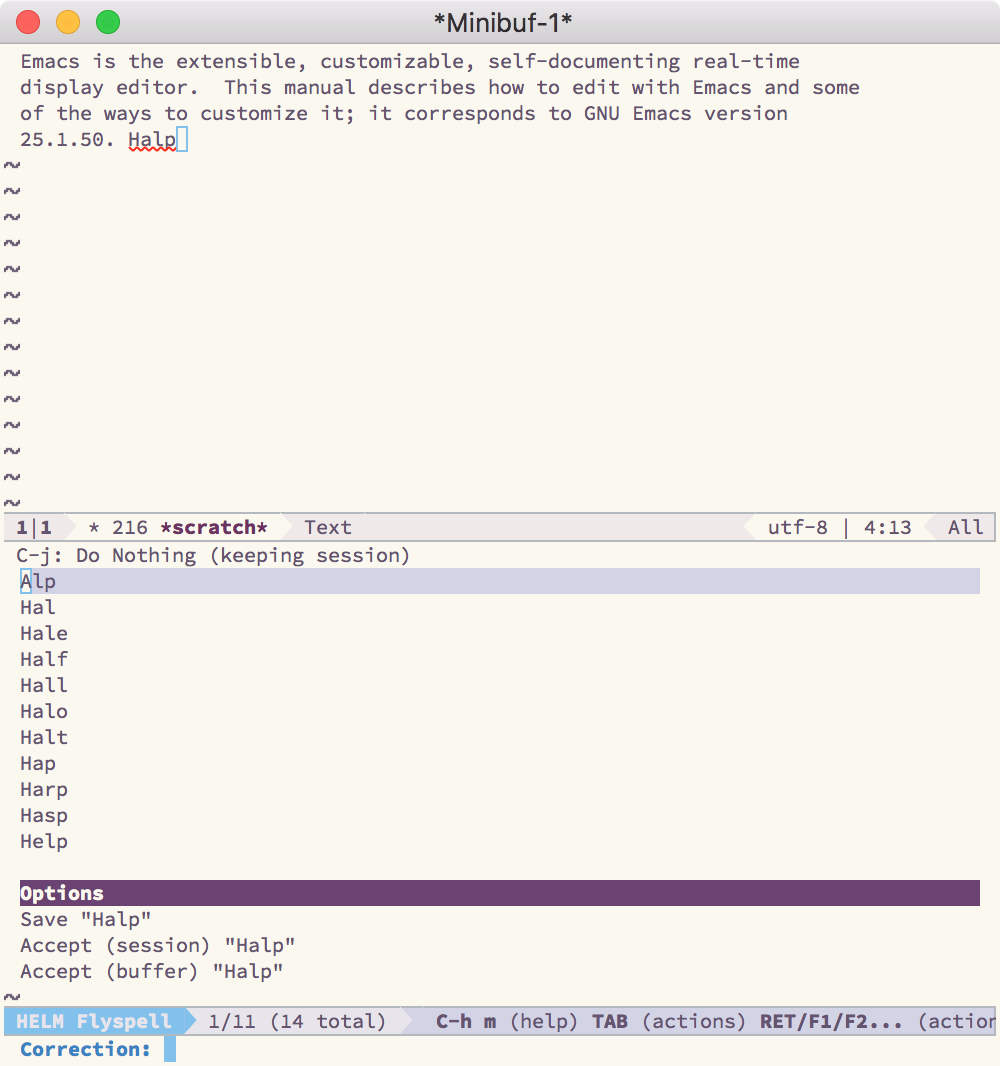 *Minibuf-1*
Emacs is the extensible, customizable, self-documenting real-time
display editor.  This manual describes how to edit with Emacs and some
of the ways to customize it; it corresponds to GNU Emacs version
25.1.50. Halp
~
~
~
~
~
~
~
~
~
~
~
~
~
~
1|1 * 216 *scratch* Text utf-8 | 4:13 All
C-j: Do Nothing (keeping session)
Alp
Hal
Hale
Half
Hall
Halo
Halt
Hap
Harp
Hasp
Help
Options
Save "Halp"
Accept (session) "Halp"
Accept (buffer) "Halp"
~
HELM Flyspell 1/11 (14 total) C-h m (help) TAB (actions) RET/F1/F2... (action
Correction: